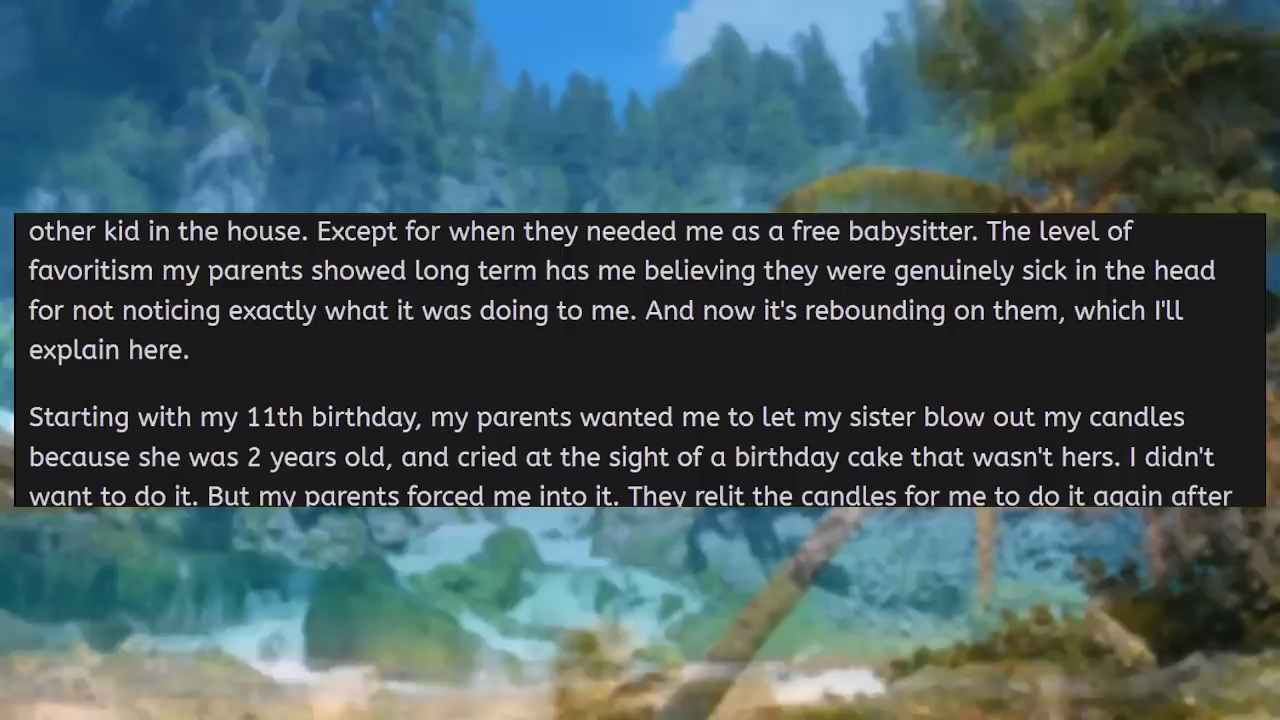 other kid in the house. Except for when they needed me as a free babysitter. The level of
favoritism my parents showed long term has me believing they were genuinely sick in the head
for not noticing exactly what it was doing to me. And now it's rebounding on them, which I'll
explain here.
Starting with my 11th birthday, my parents wanted me to let my sister blow out my candles
because she was 2 years old, and cried at the sight of a birthday cake that wasn't hers. I didn't
want to do it. But my parents forced me into it. They relit the candles for me to do it again after